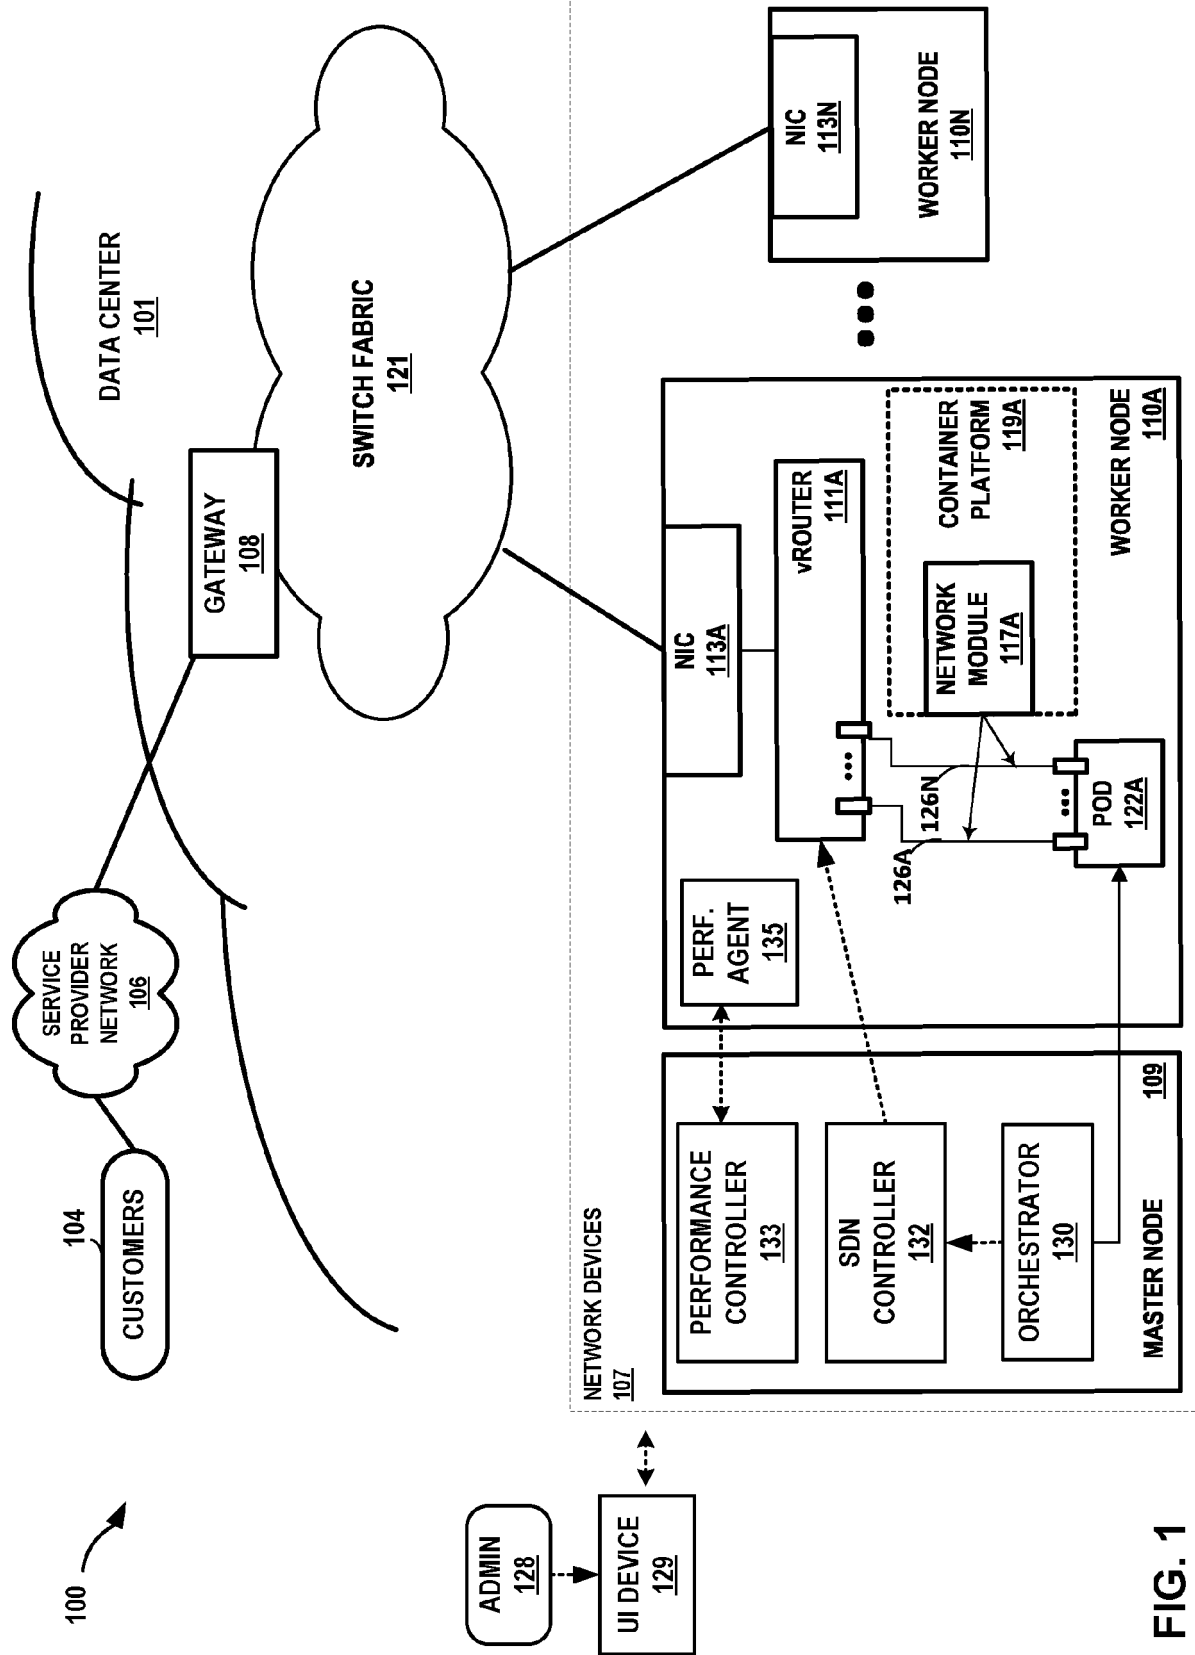 100
104
CUSTOMERS
SERVICE
PROVIDER
NETWORK
106
DATA CENTER
101
GATEWAY
108
SWITCH FABRIC
121
ADMIN
128
UI DEVICE
129
NETWORK DEVICES
107
PERFORMANCE
CONTROLLER
133
SDN
CONTROLLER
132
ORCHESTRATOR
130
MASTER NODE
109
PERF.
AGENT
135
NIC
113A
vROUTER
111A
126A
126N
NETWORK
MODULE
117A
CONTAINER
PLATFORM
119A
POD
122A
WORKER NODE
110A
NIC
113N
WORKER NODE
110N
FIG. 1